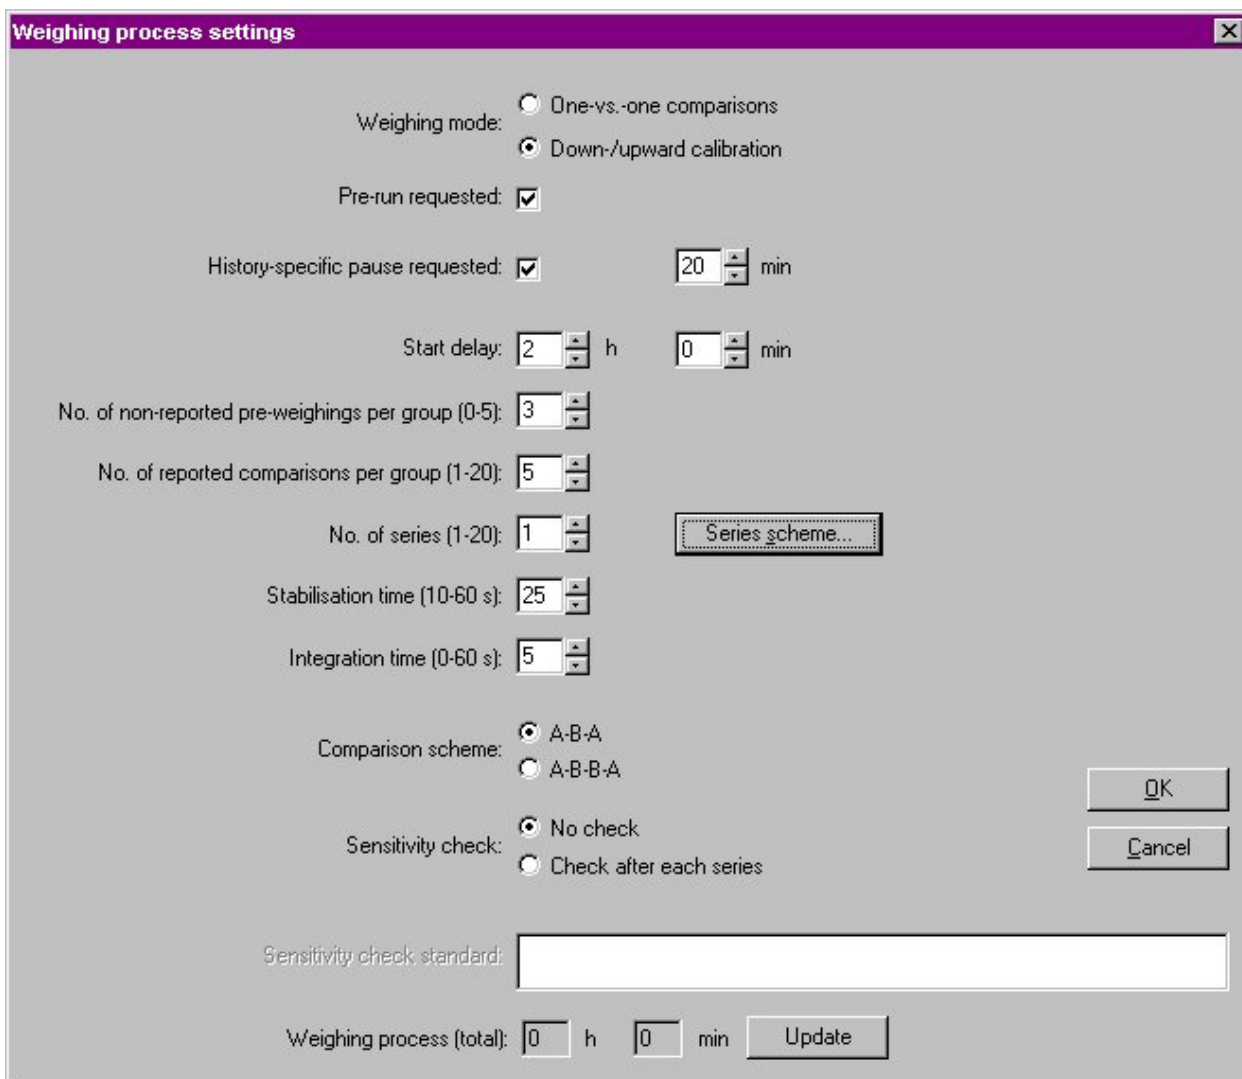 Weighing process settings
Weighing mode:
One-vs.-one comparisons
Down-/upward calibration
Pre-run requested:
History-specific pause requested: 20 min
Start delay: 2 h 0 min
No. of non-reported pre-weighings per group (0-5): 3
No. of reported comparisons per group (1-20): 5
No. of series (1-20): 1 Series scheme...
Stabilisation time (10-60 s): 25
Integration time (0-60 s): 5
Comparison scheme:
A-B-A
A-B-B-A
OK
Sensitivity check:
No check
Check after each series
Cancel
Sensitivity check standard:
Weighing process (total): 0 h 0 min Update